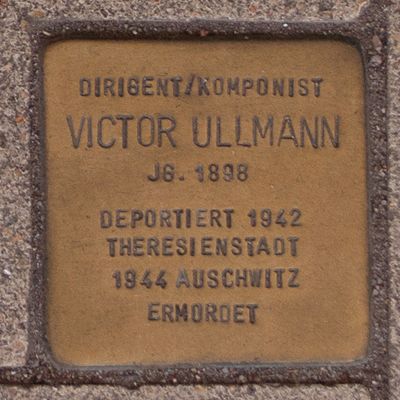 DIRIGENT/KOMPONIST
VICTOR ULLMANN
JG. 1898
DEPORTIERT 1942
THERESIENSTADT
1944 AUSCHWITZ
ERMORDET